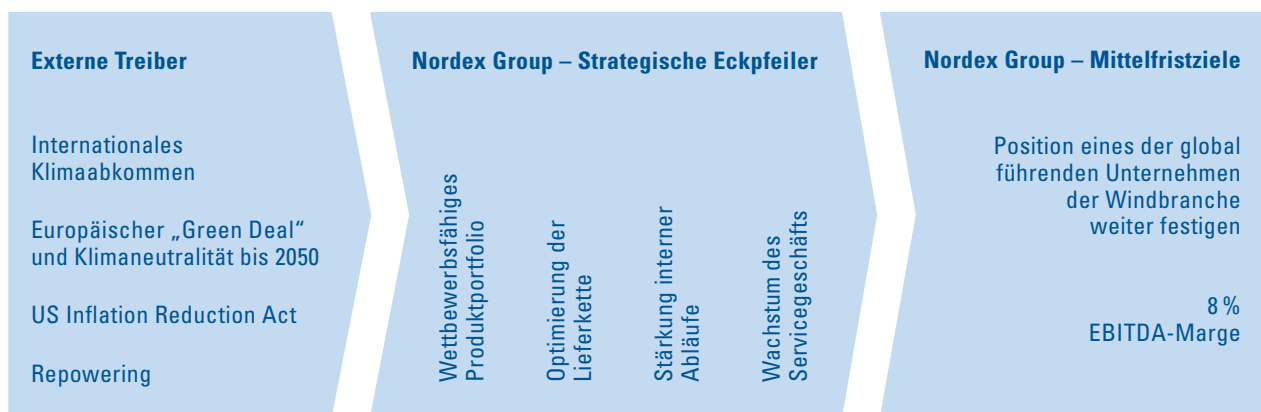 Externe Treiber
Internationales
Klimaabkommen
Europäischer „Green Deal“
und Klimaneutralität bis 2050
US Inflation Reduction Act
Repowering
Nordex Group – Strategische Eckpfeiler
Wettbewerbsfähiges
Produktportfolio
Optimierung der
Lieferkette
Stärkung interner
Abläufe
Wachstum des
Servicegeschäfts
Nordex Group – Mittelfristziele
Position eines der global
führenden Unternehmen
der Windbranche
weiter festigen
8 %
EBITDA-Marge